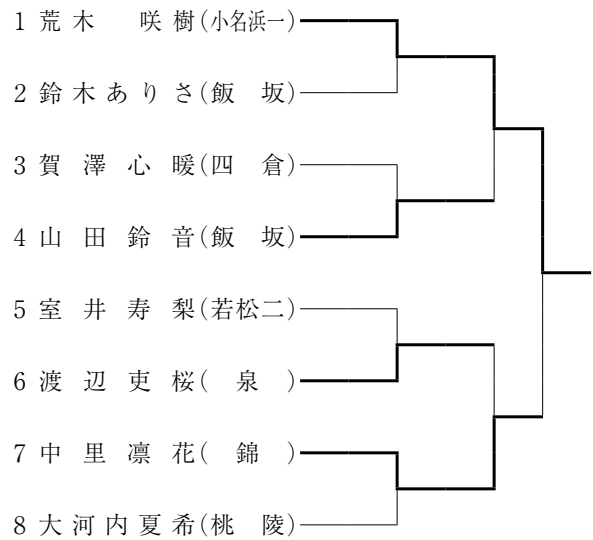 1 荒木 咲樹(小名浜一)
2 鈴木ありさ(飯 坂)
3 賀澤心暖(四 倉)
4 山田鈴音(飯 坂)
5 室井寿梨(若松二)
6 渡辺吏桜( 泉 )
7 中里凛花( 錦 )
8 大河内夏希(桃 陵)